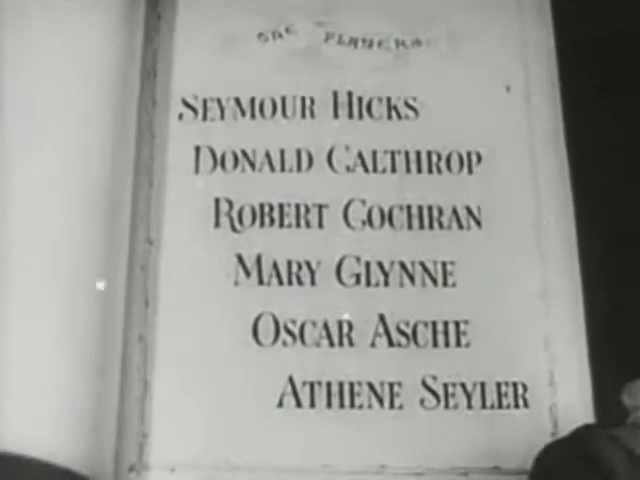 THE PLAYERS
SEYMOUR HICKS
DONALD CALTHROP
ROBERT COCHRAN
MARY GLYNNE
OSCAR ASCHE
ATHENE SEYLER